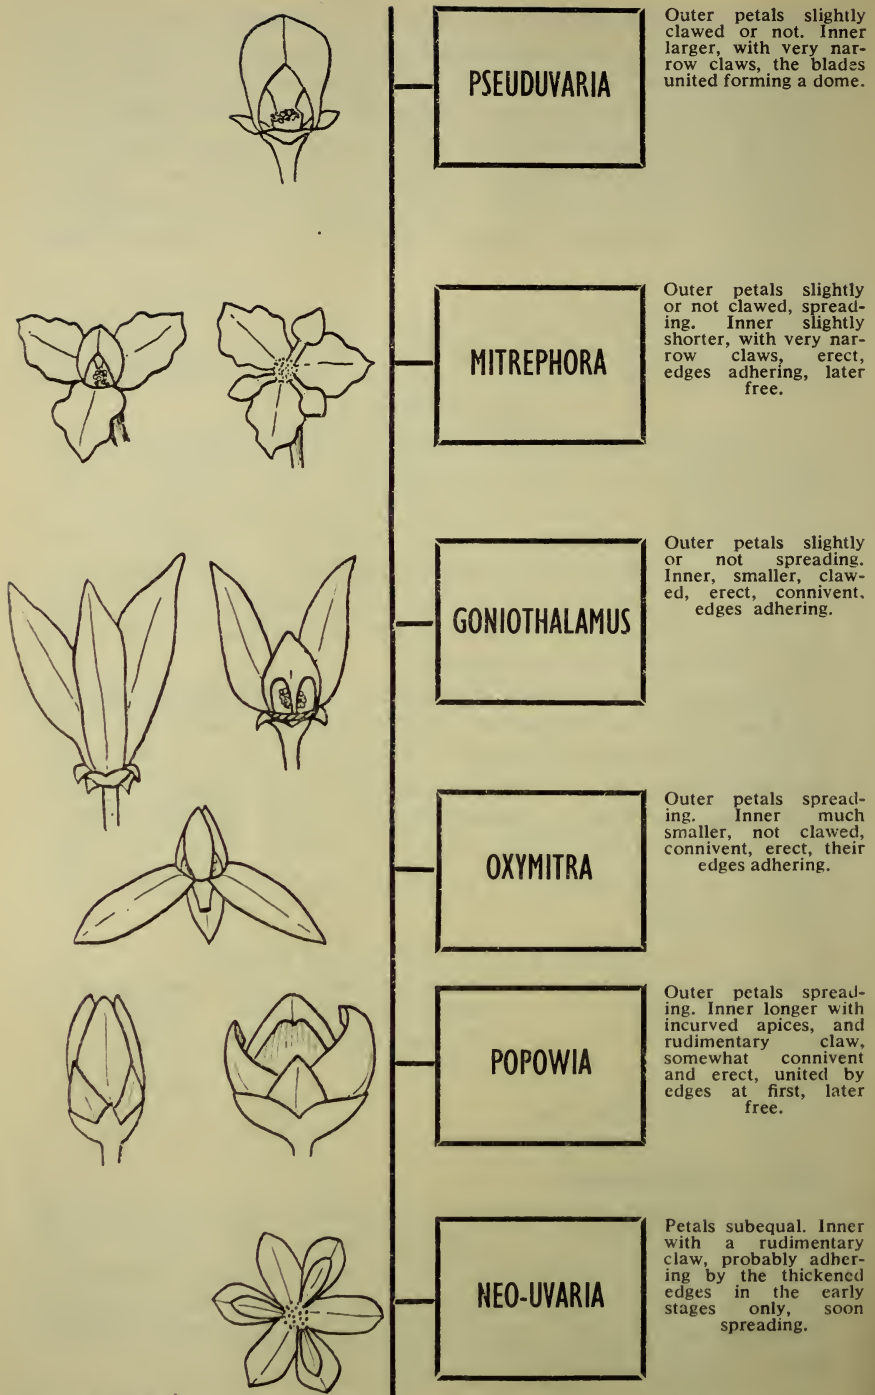 PSEUDUVARIA
Outer petals slightly
clawed or not. Inner
larger, with very nar-
row claws, the blades
united forming a dome.
MITREPHORA
Outer petals slightly
or not clawed, spread-
ing. Inner slightly
shorter, with very nar-
row claws, erect,
edges adhering, later
free.
GONIOTHALAMUS
Outer petals slightly
or not spreading.
Inner, smaller, claw-
ed, erect, connivent,
edges adhering.
OXYMITRA
Outer petals spread-
ing. Inner much
smaller, not clawed,
connivent, erect, their
edges adhering.
POPOWIA
Outer petals spread-
ing. Inner longer with
incurved apices, and
rudimentary claw,
somewhat connivent
and erect, united by
edges at first, later
free.
NEO-UVARIA
Petals subequal. Inner
with a rudimentary
claw, probably adher-
ing by the thickened
edges in the early
stages only, soon
spreading.